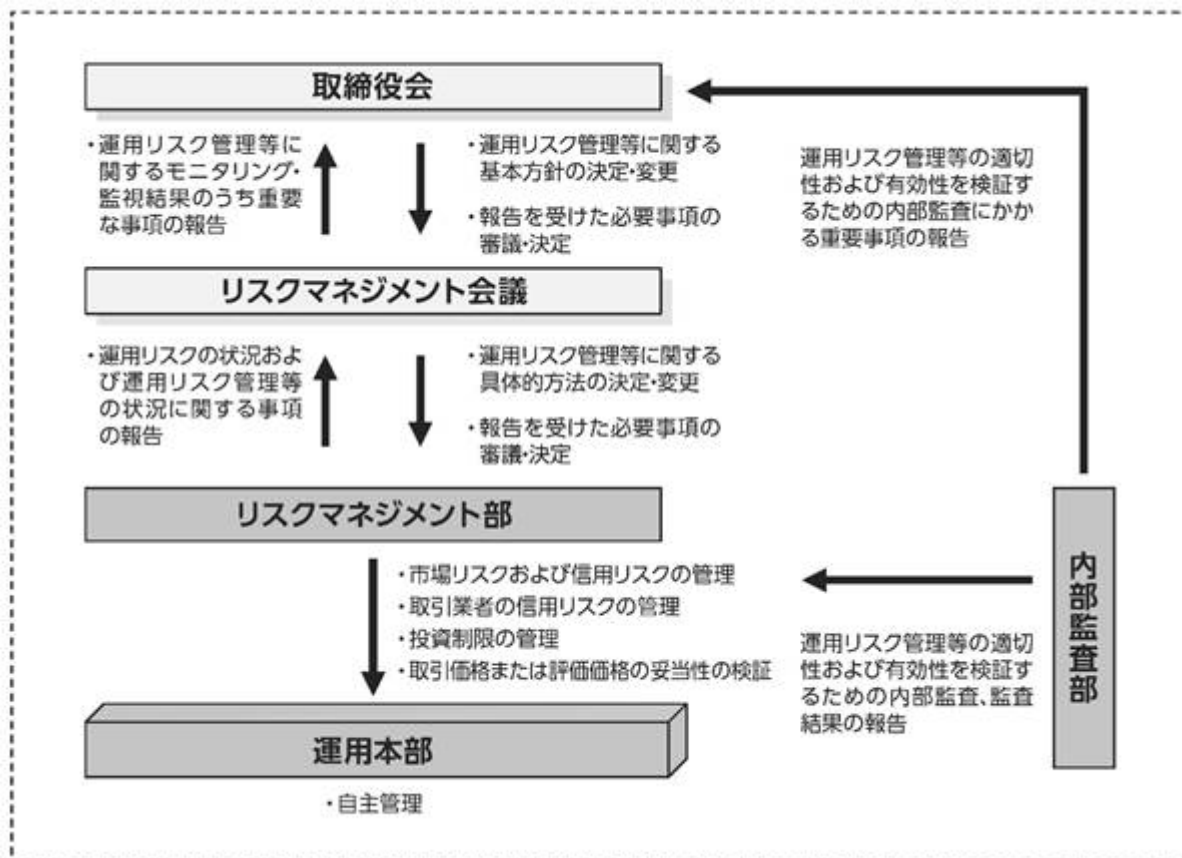 取締役会
・運用リスク管理等に
関するモニタリング・
監視結果のうち重要
な事項の報告
・運用リスク管理等に関する
基本方針の決定・変更
・報告を受けた必要事項の
審議・決定
運用リスク管理等の適切
性および有効性を検証す
るための内部監査にかか
る重要事項の報告
リスクマネジメント会議
・運用リスクの状況およ
び運用リスク管理等
の状況に関する事項
の報告
・運用リスク管理等に関する
具体的方法の決定・変更
・報告を受けた必要事項の
審議・決定
リスクマネジメント部
・市場リスクおよび信用リスクの管理
・取引業者の信用リスクの管理
・投資制限の管理
・取引価格または評価価格の妥当性の検証
内部監査部
運用リスク管理等の適切
性および有効性を検証す
るための内部監査、監査
結果の報告
運用本部
・自主管理